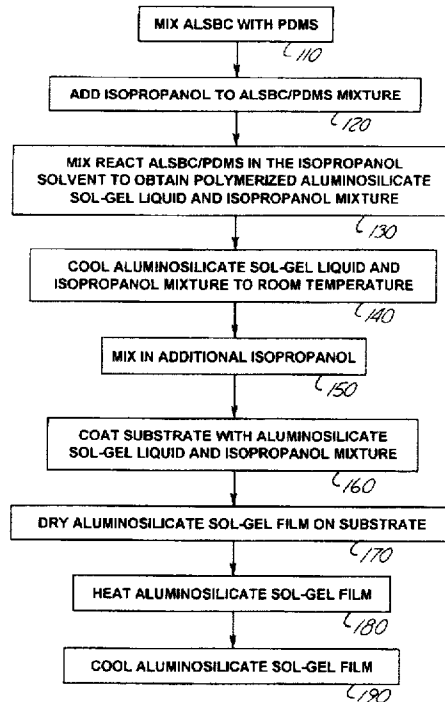 MIX ALSBC WITH PDMS
110
ADD ISOPROPANOL TO ALSBC/PDMS MIXTURE
120
MIX REACT ALSBC/PDMS IN THE ISOPROPANOL
SOLVENT TO OBTAIN POLYMERIZED ALUMINOSILICATE
SOL-GEL LIQUID AND ISOPROPANOL MIXTURE
130
COOL ALUMINOSILICATE SOL-GEL LIQUID AND
ISOPROPANOL MIXTURE TO ROOM TEMPERATURE
140
MIX IN ADDITIONAL ISOPROPANOL
150
COAT SUBSTRATE WITH ALUMINOSILICATE
SOL-GEL LIQUID AND ISOPROPANOL MIXTURE
160
DRY ALUMINOSILICATE SOL-GEL FILM ON SUBSTRATE
170
HEAT ALUMINOSILICATE SOL-GEL FILM
180
COOL ALUMINOSILICATE SOL-GEL FILM
190